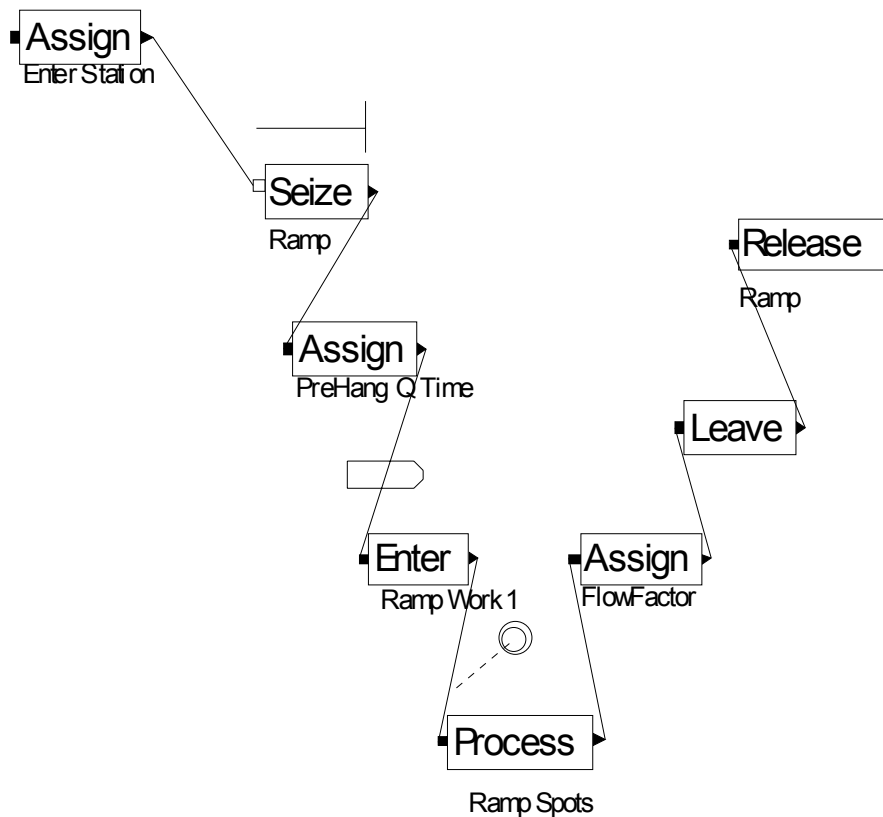 Assign
Enter Station
Seize
Ramp
Assign
PreHang Q Time
Enter
Ramp Work 1
Process
Ramp Spots
Assign
FlowFactor
Leave
Release
Ramp